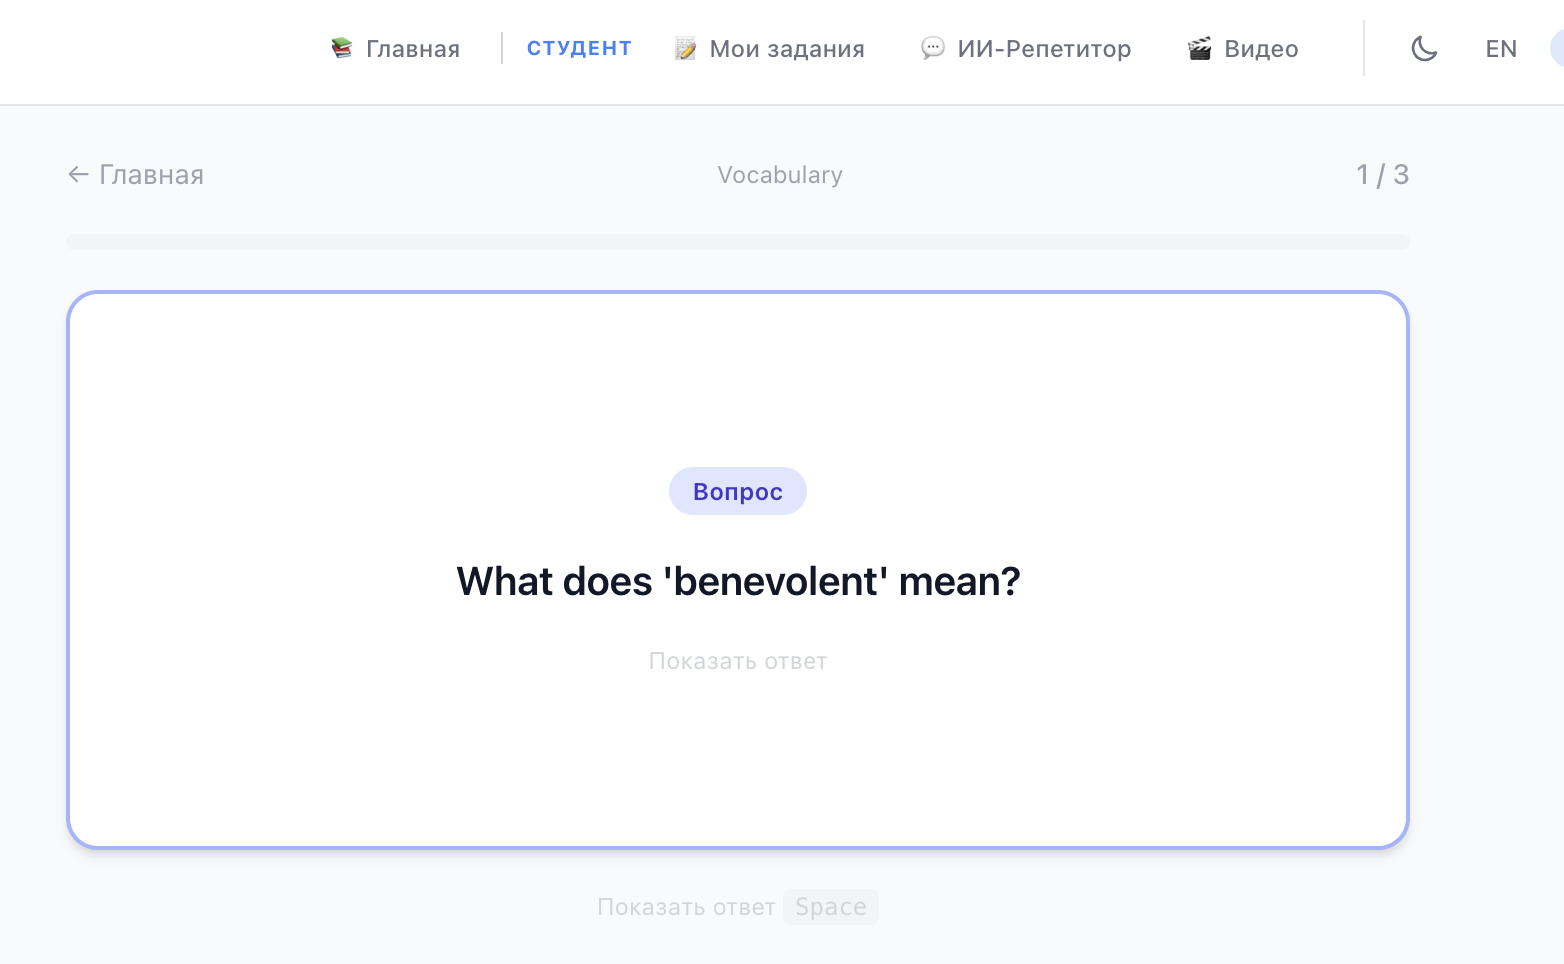 Главная СТУДЕНТ Мои задания ИИ-Репетитор Видео EN
← Главная Vocabulary 1 / 3
Вопрос
What does 'benevolent' mean?
Показать ответ
Показать ответ Space